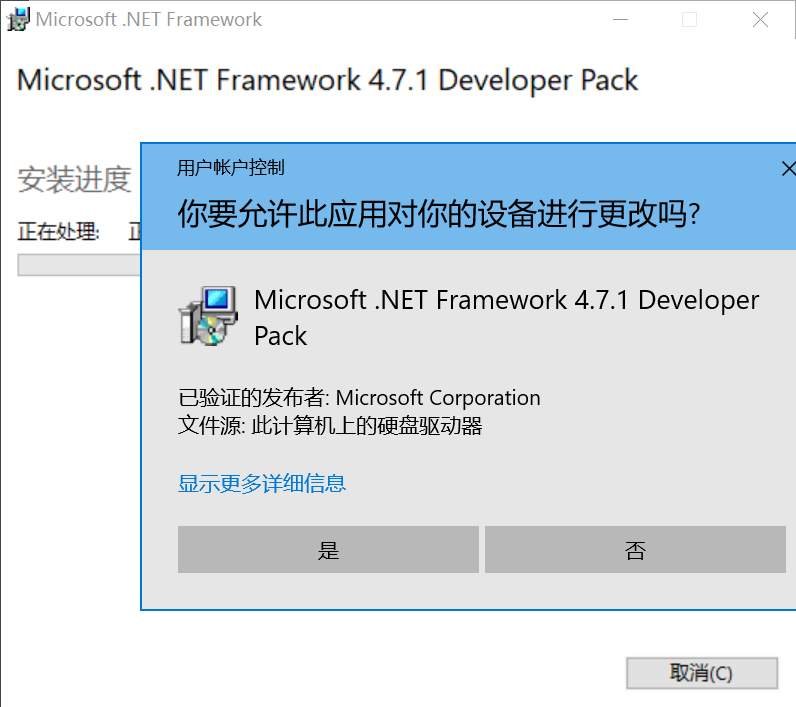 Microsoft .NET Framework
Microsoft .NET Framework 4.7.1 Developer Pack
安装进度
正在处理:
用户帐户控制
你要允许此应用对你的设备进行更改吗?
Microsoft .NET Framework 4.7.1 Developer
Pack
已验证的发布者: Microsoft Corporation
文件源: 此计算机上的硬盘驱动器
显示更多详细信息
是
否
取消(C)